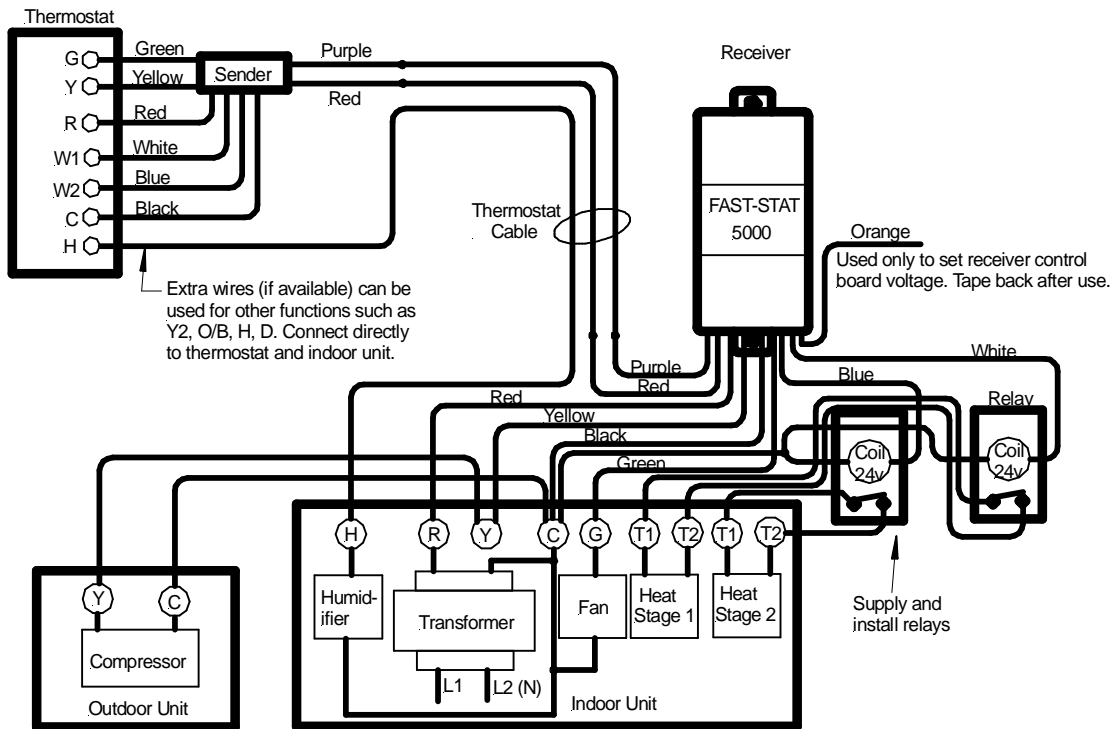 Thermostat
G
Green
Y
Yellow
R
Red
W1
White
W2
Blue
C
Black
H
Sender
Purple
Red
Receiver
FAST-STAT
5000
Thermostat
Cable
Orange
Used only to set receiver control
board voltage. Tape back after use.
Extra wires (if available) can be
used for other functions such as
Y2, O/B, H, D. Connect directly
to thermostat and indoor unit.
White
Purple
Blue
Red
Red
Relay
Yellow
Black
Green
Coil
24v
Coil
24v
H
R
Y
C
G
T1
T2
T1
T2
Y
C
Humid-
ifier
Transformer
Fan
Heat
Stage 1
Heat
Stage 2
Supply and
install relays
Compressor
L1
L2 (N)
Indoor Unit
Outdoor Unit